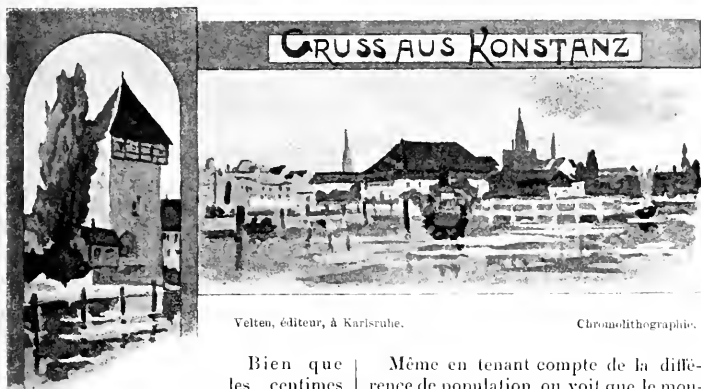 GRUSS AUS KONSTANZ
Velten, éditeur, à Karlsruhe.
Chromolithographie.
Bien que
les centimes
Même en tenant compte de la diffé-
rence de population, on voit que le mou-